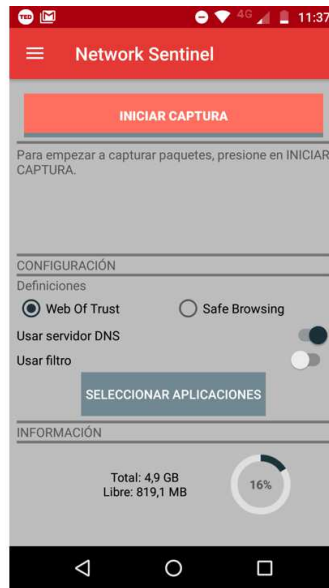 TED
4G
11:37
Network Sentinel
INICIAR CAPTURA
Para empezar a capturar paquetes, presione en INICIAR
CAPTURA.
CONFIGURACIÓN
Definiciones
Web Of Trust
Safe Browsing
Usar servidor DNS
Usar filtro
SELECCIONAR APLICACIONES
INFORMACIÓN
Total: 4,9 GB
Libre: 819,1 MB
16%